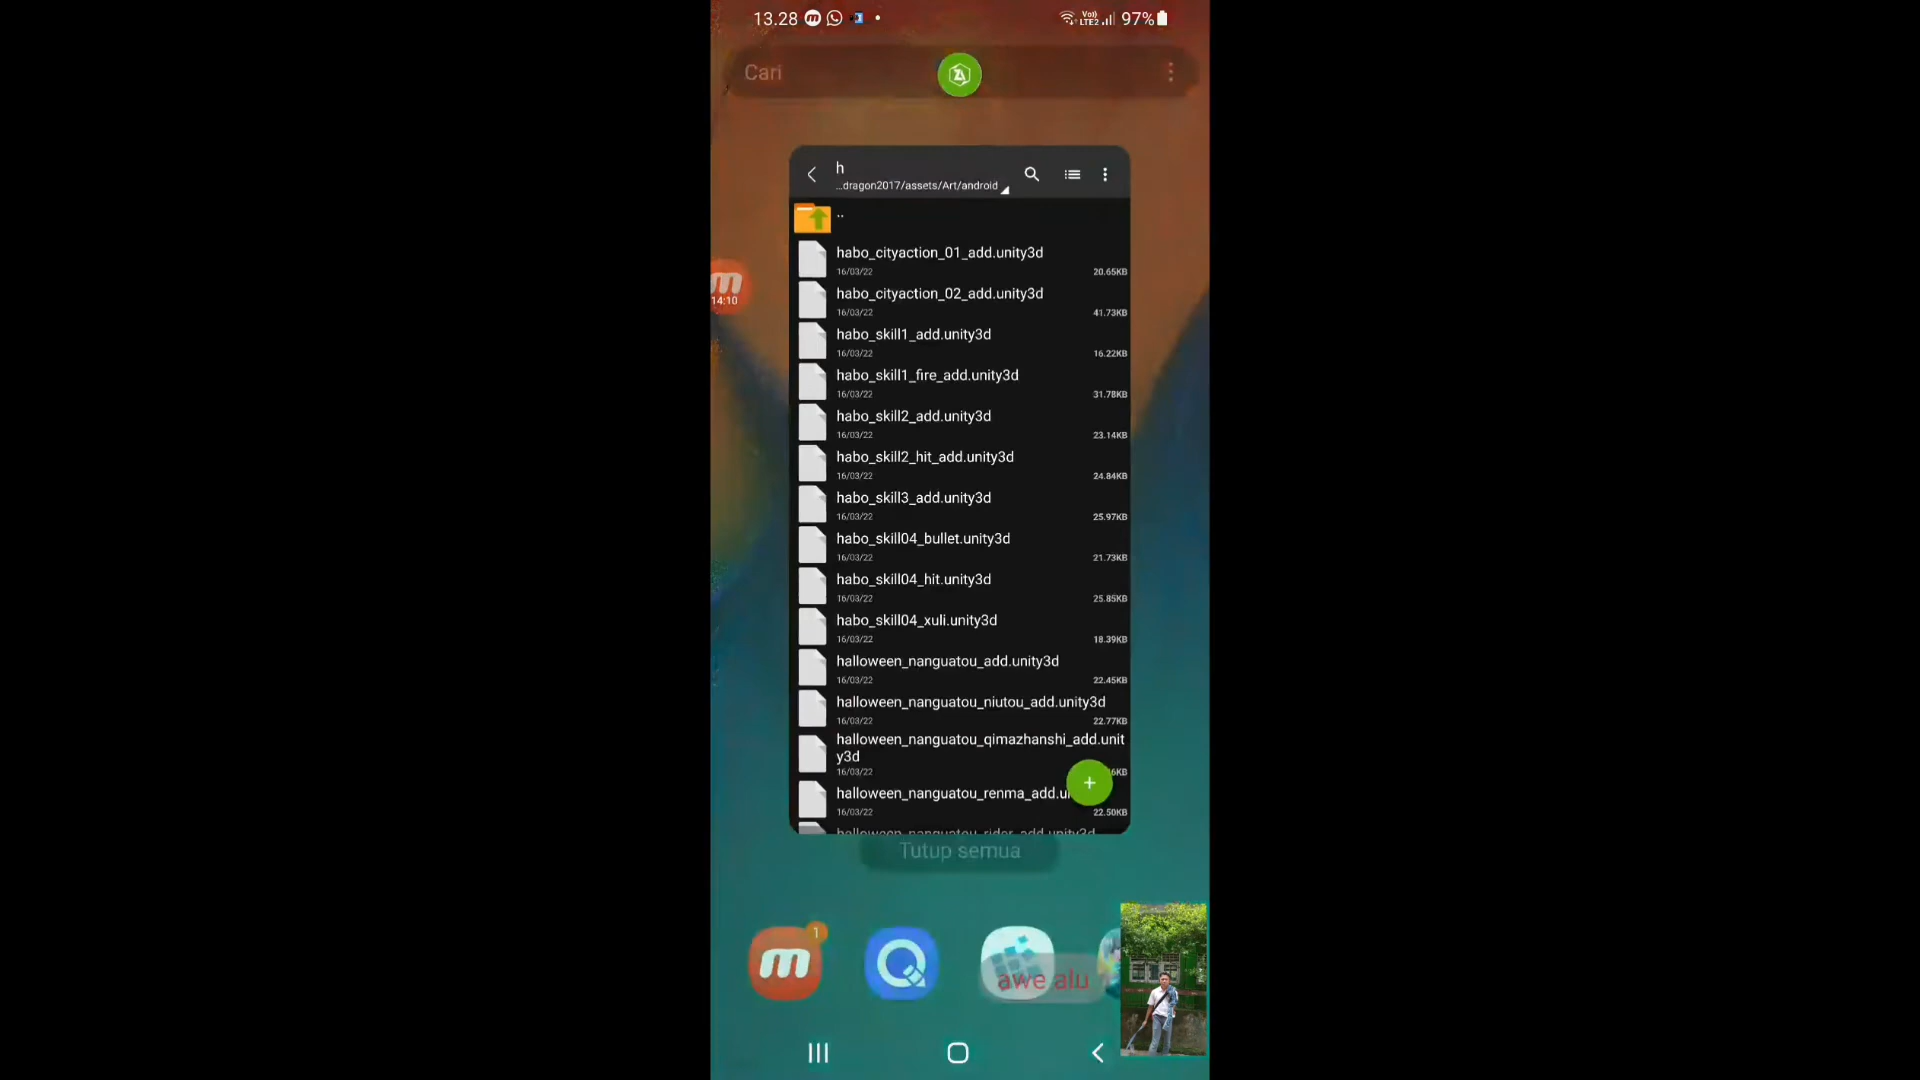 13.28 97%
VoLTE2
Cari
14:10
h
...dragon2017/assets/Art/android
..
habo_cityaction_01_add.unity3d
16/03/22 20.65KB
habo_cityaction_02_add.unity3d
16/03/22 41.73KB
habo_skill1_add.unity3d
16/03/22 16.22KB
habo_skill1_fire_add.unity3d
16/03/22 31.78KB
habo_skill2_add.unity3d
16/03/22 23.14KB
habo_skill2_hit_add.unity3d
16/03/22 24.84KB
habo_skill3_add.unity3d
16/03/22 25.97KB
habo_skill04_bullet.unity3d
16/03/22 21.73KB
habo_skill04_hit.unity3d
16/03/22 25.85KB
habo_skill04_xuli.unity3d
16/03/22 18.39KB
halloween_nanguatou_add.unity3d
16/03/22 22.45KB
halloween_nanguatou_niutou_add.unity3d
16/03/22 22.77KB
halloween_nanguatou_qimazhanshi_add.unit
y3d
16/03/22 6KB
halloween_nanguatou_renma_add.u
16/03/22 22.50KB
halloween_nanguatou_rider_add.unity3d
Tutup semua
1
awe alu